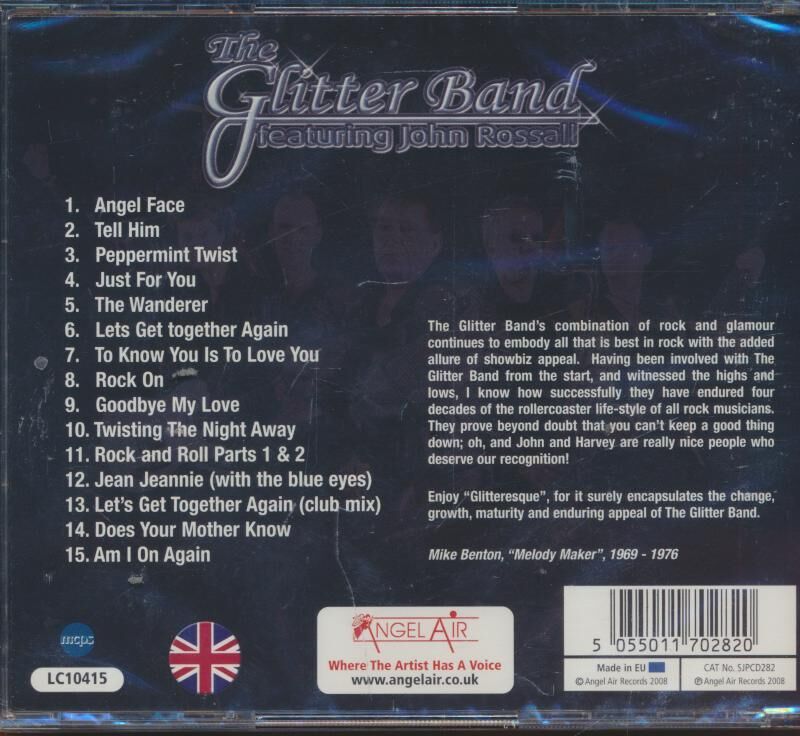 The
Glitter Band
featuring John Rossall
1. Angel Face
2. Tell Him
3. Peppermint Twist
4. Just For You
5. The Wanderer
6. Lets Get together Again
7. To Know You Is To Love You
8. Rock On
9. Goodbye My Love
10. Twisting The Night Away
11. Rock and Roll Parts 1 & 2
12. Jean Jeannie (with the blue eyes)
13. Let's Get Together Again (club mix)
14. Does Your Mother Know
15. Am I On Again
The Glitter Band's combination of rock and glamour
continues to embody all that is best in rock with the added
allure of showbiz appeal. Having been involved with The
Glitter Band from the start, and witnessed the highs and
lows, I know how successfully they have endured four
decades of the rollercoaster life-style of all rock musicians.
They prove beyond doubt that you can't keep a good thing
down; oh, and John and Harvey are really nice people who
deserve our recognition!
Enjoy "Glitteresque", for it surely encapsulates the change,
growth, maturity and enduring appeal of The Glitter Band.
Mike Benton, "Melody Maker", 1969 - 1976
mcps
LC10415
ANGEL AIR
Where The Artist Has A Voice
www.angelair.co.uk
5 055011 702820
Made in EU
© Angel Air Records 2008
CAT No. SJPCD282
℗ Angel Air Records 2008